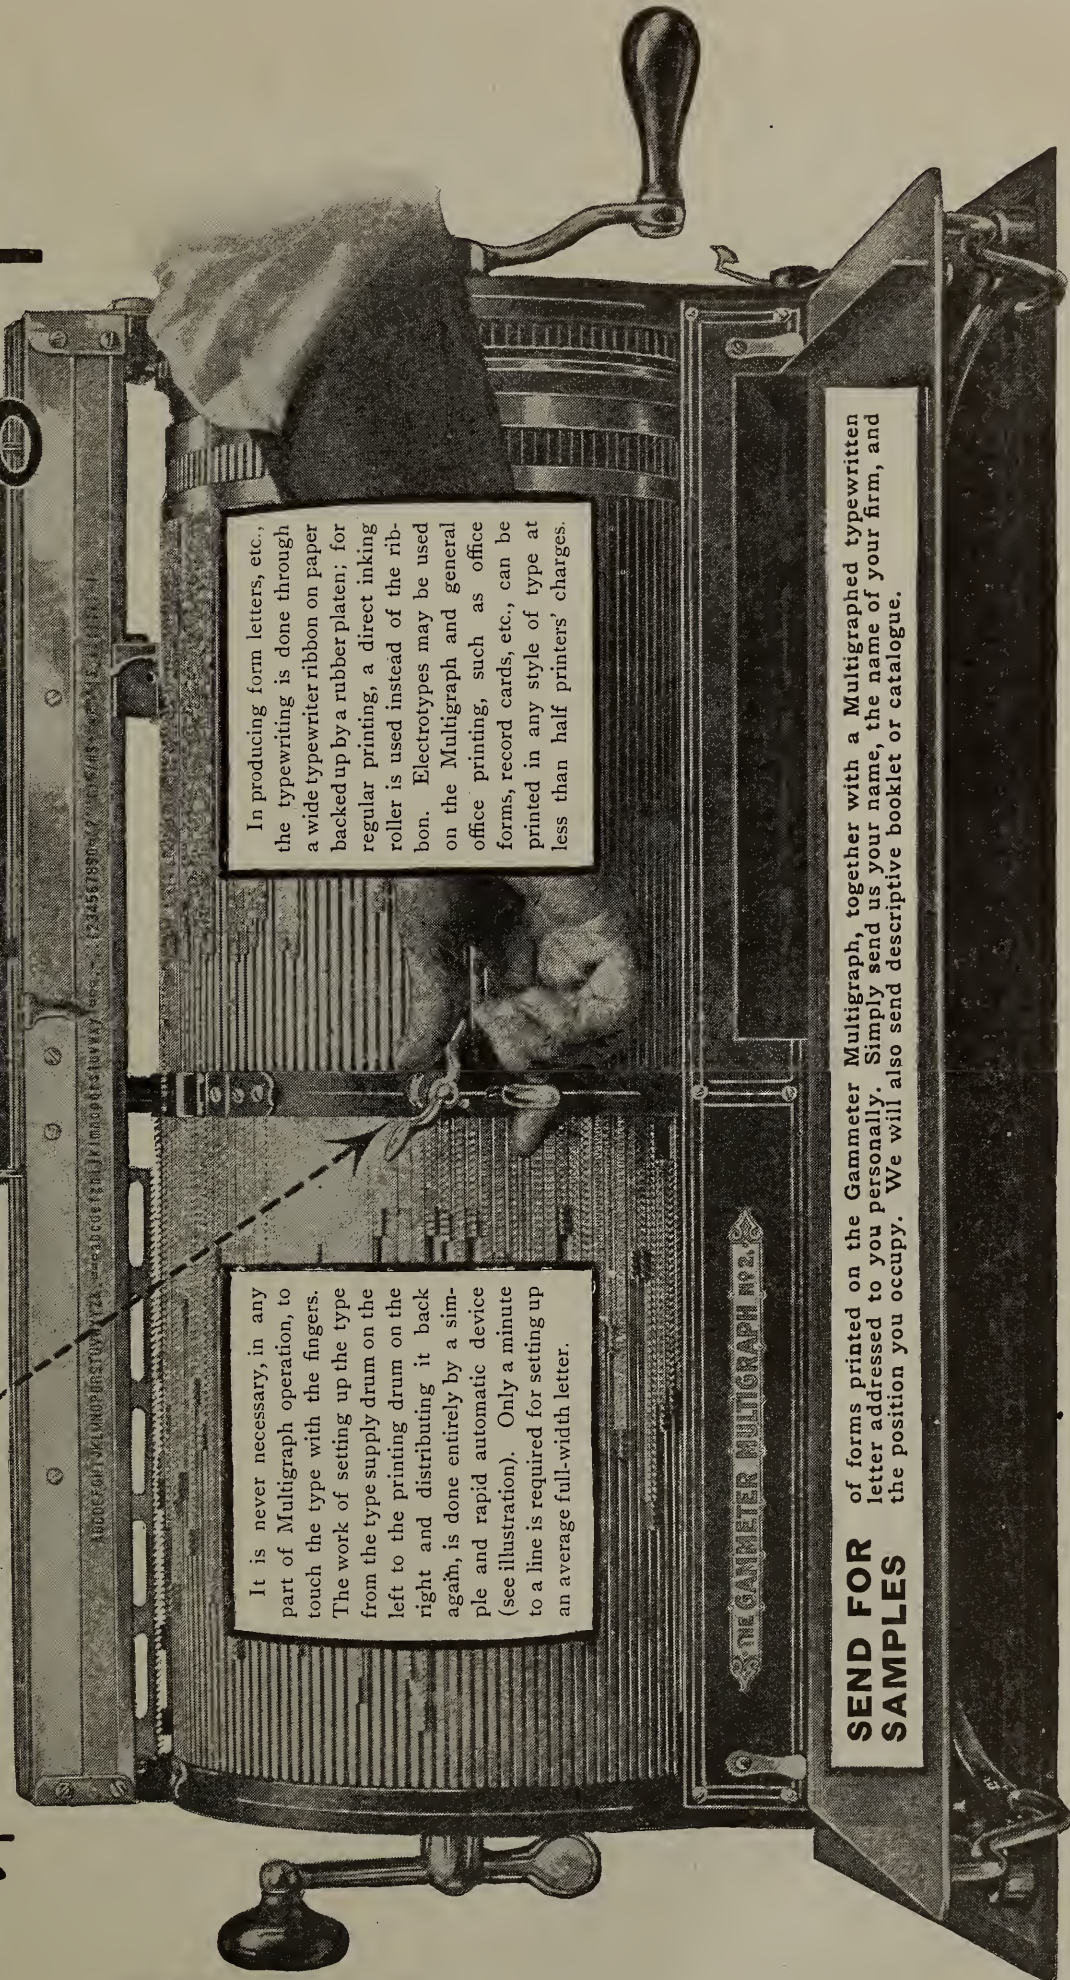 ABCDEFGHIJKLMNOPQRSTUVWXYZ
abcdefghijklmnopqrstuvwxyz
1234567890
It is never necessary, in any
part of Multigraph operation, to
touch the type with the fingers.
The work of setting up the type
from the type supply drum on the
left to the printing drum on the
right and distributing it back
again, is done entirely by a sim-
ple and rapid automatic device
(see illustration). Only a minute
to a line is required for setting up
an average full-width letter.
In producing form letters, etc.,
the typewriting is done through
a wide typewriter ribbon on paper
backed up by a rubber platen; for
regular printing, a direct inking
roller is used instead of the rib-
bon. Electrotypes may be used
on the Multigraph and general
office printing, such as office
forms, record cards, etc., can be
printed in any style of type at
less than half printers' charges.
THE GAMMETER MULTIGRAPH Nº 2.
SEND FOR
SAMPLES
of forms printed on the Gammeter Multigraph, together with a Multigraphed typewritten
letter addressed to you personally. Simply send us your name, the name of your firm, and
the position you occupy. We will also send descriptive booklet or catalogue.